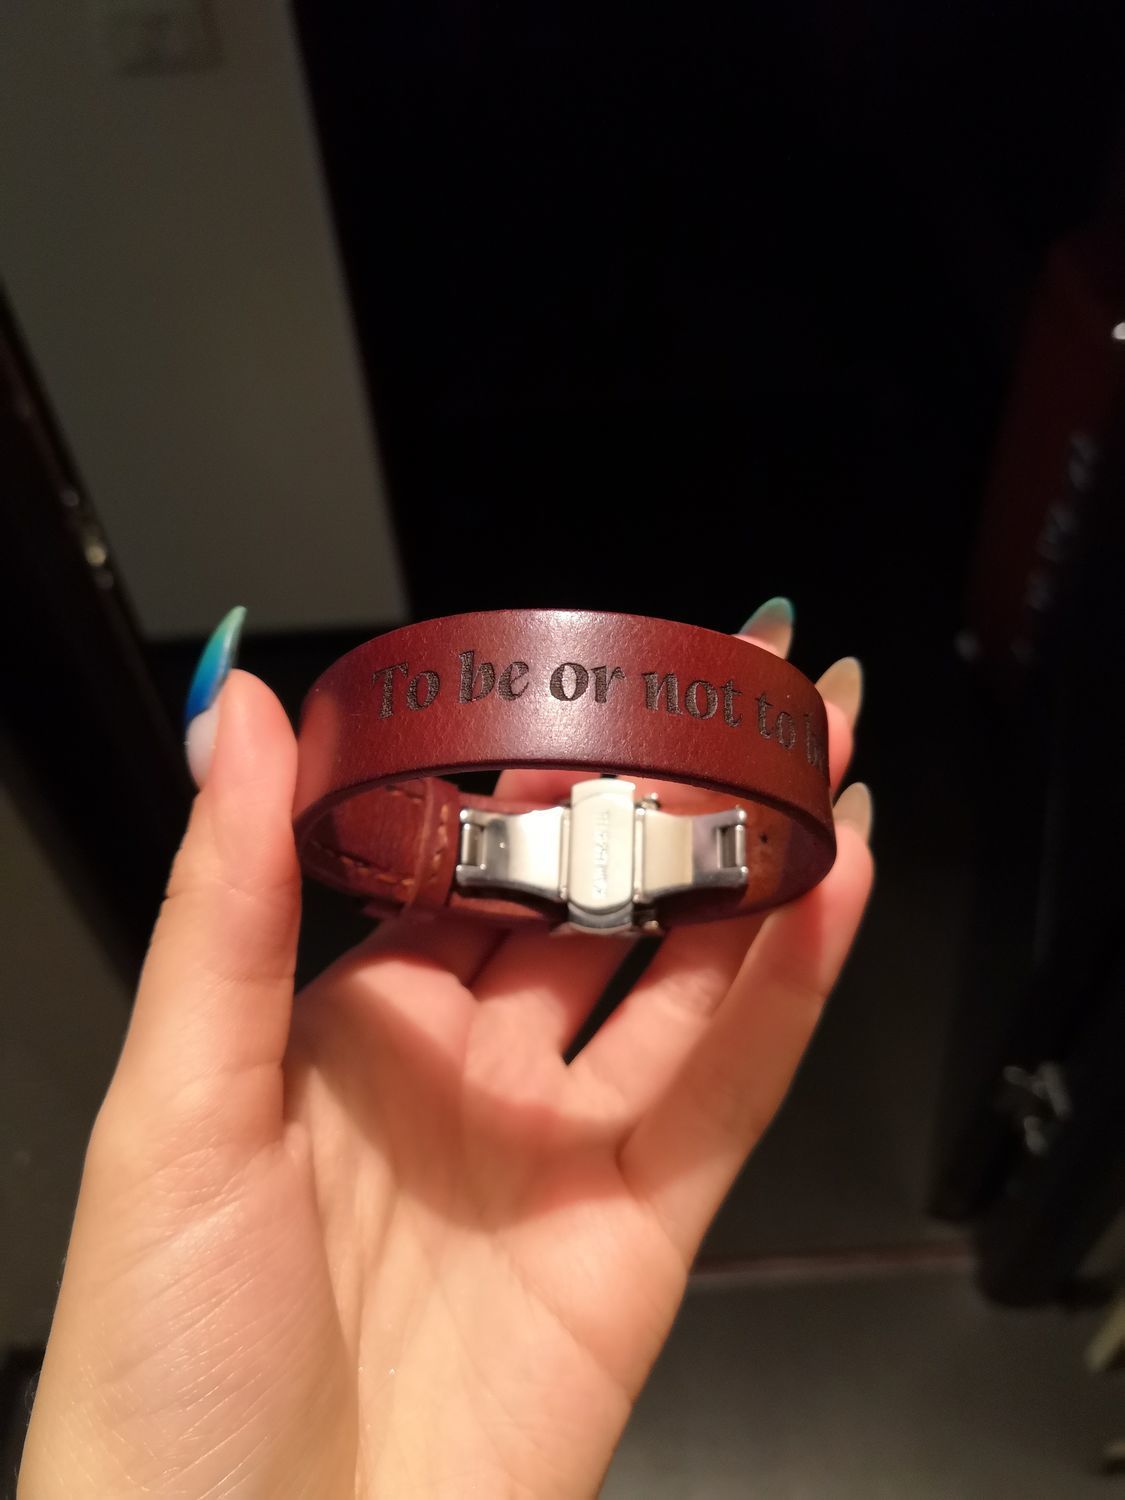 To be or not to b